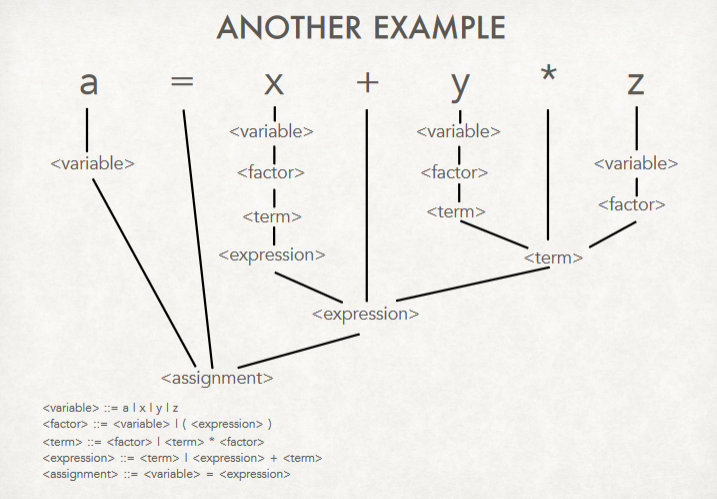 ANOTHER EXAMPLE
a = x + y * z
<variable> <variable>
<variable> <variable>
<factor> <factor>
<factor>
<term> <term>
<expression> <term>
<expression>
<assignment>
<variable> ::= a | x | y | z
<factor> ::= <variable> | ( <expression> )
<term> ::= <factor> | <term> * <factor>
<expression> ::= <term> | <expression> + <term>
<assignment> ::= <variable> = <expression>